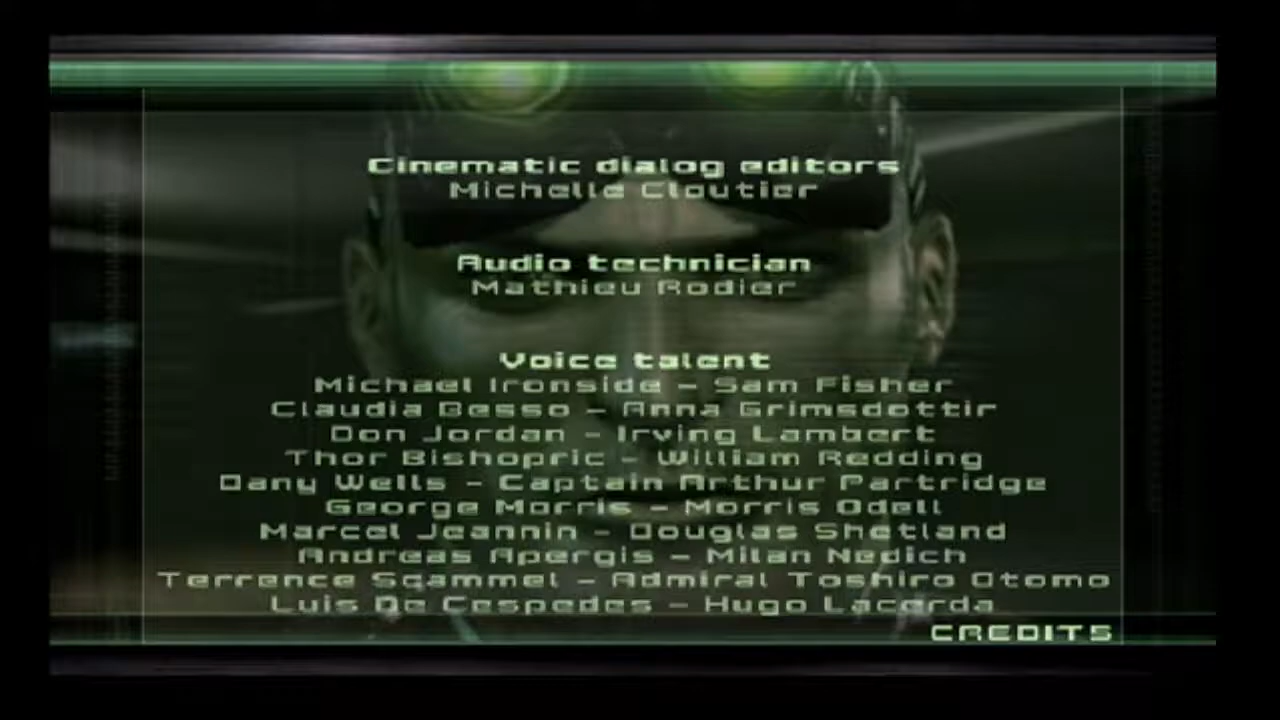 Cinematic dialog editors
Michelle Cloutier
Audio technician
Mathieu Rodier
Voice talent
Michael Ironside - Sam Fisher
Claudia Besso - Anna Grimsdottir
Don Jordan - Irving Lambert
Thor Bishopric - William Redding
Dany Wells - Captain Arthur Partridge
George Morris - Morris Odell
Marcel Jeannin - Douglas Shetland
Andreas Apergis - Milan Nedich
Terrence Scammel - Admiral Toshiro Otomo
Luis De Cespedes - Hugo Lacerda
CREDITS